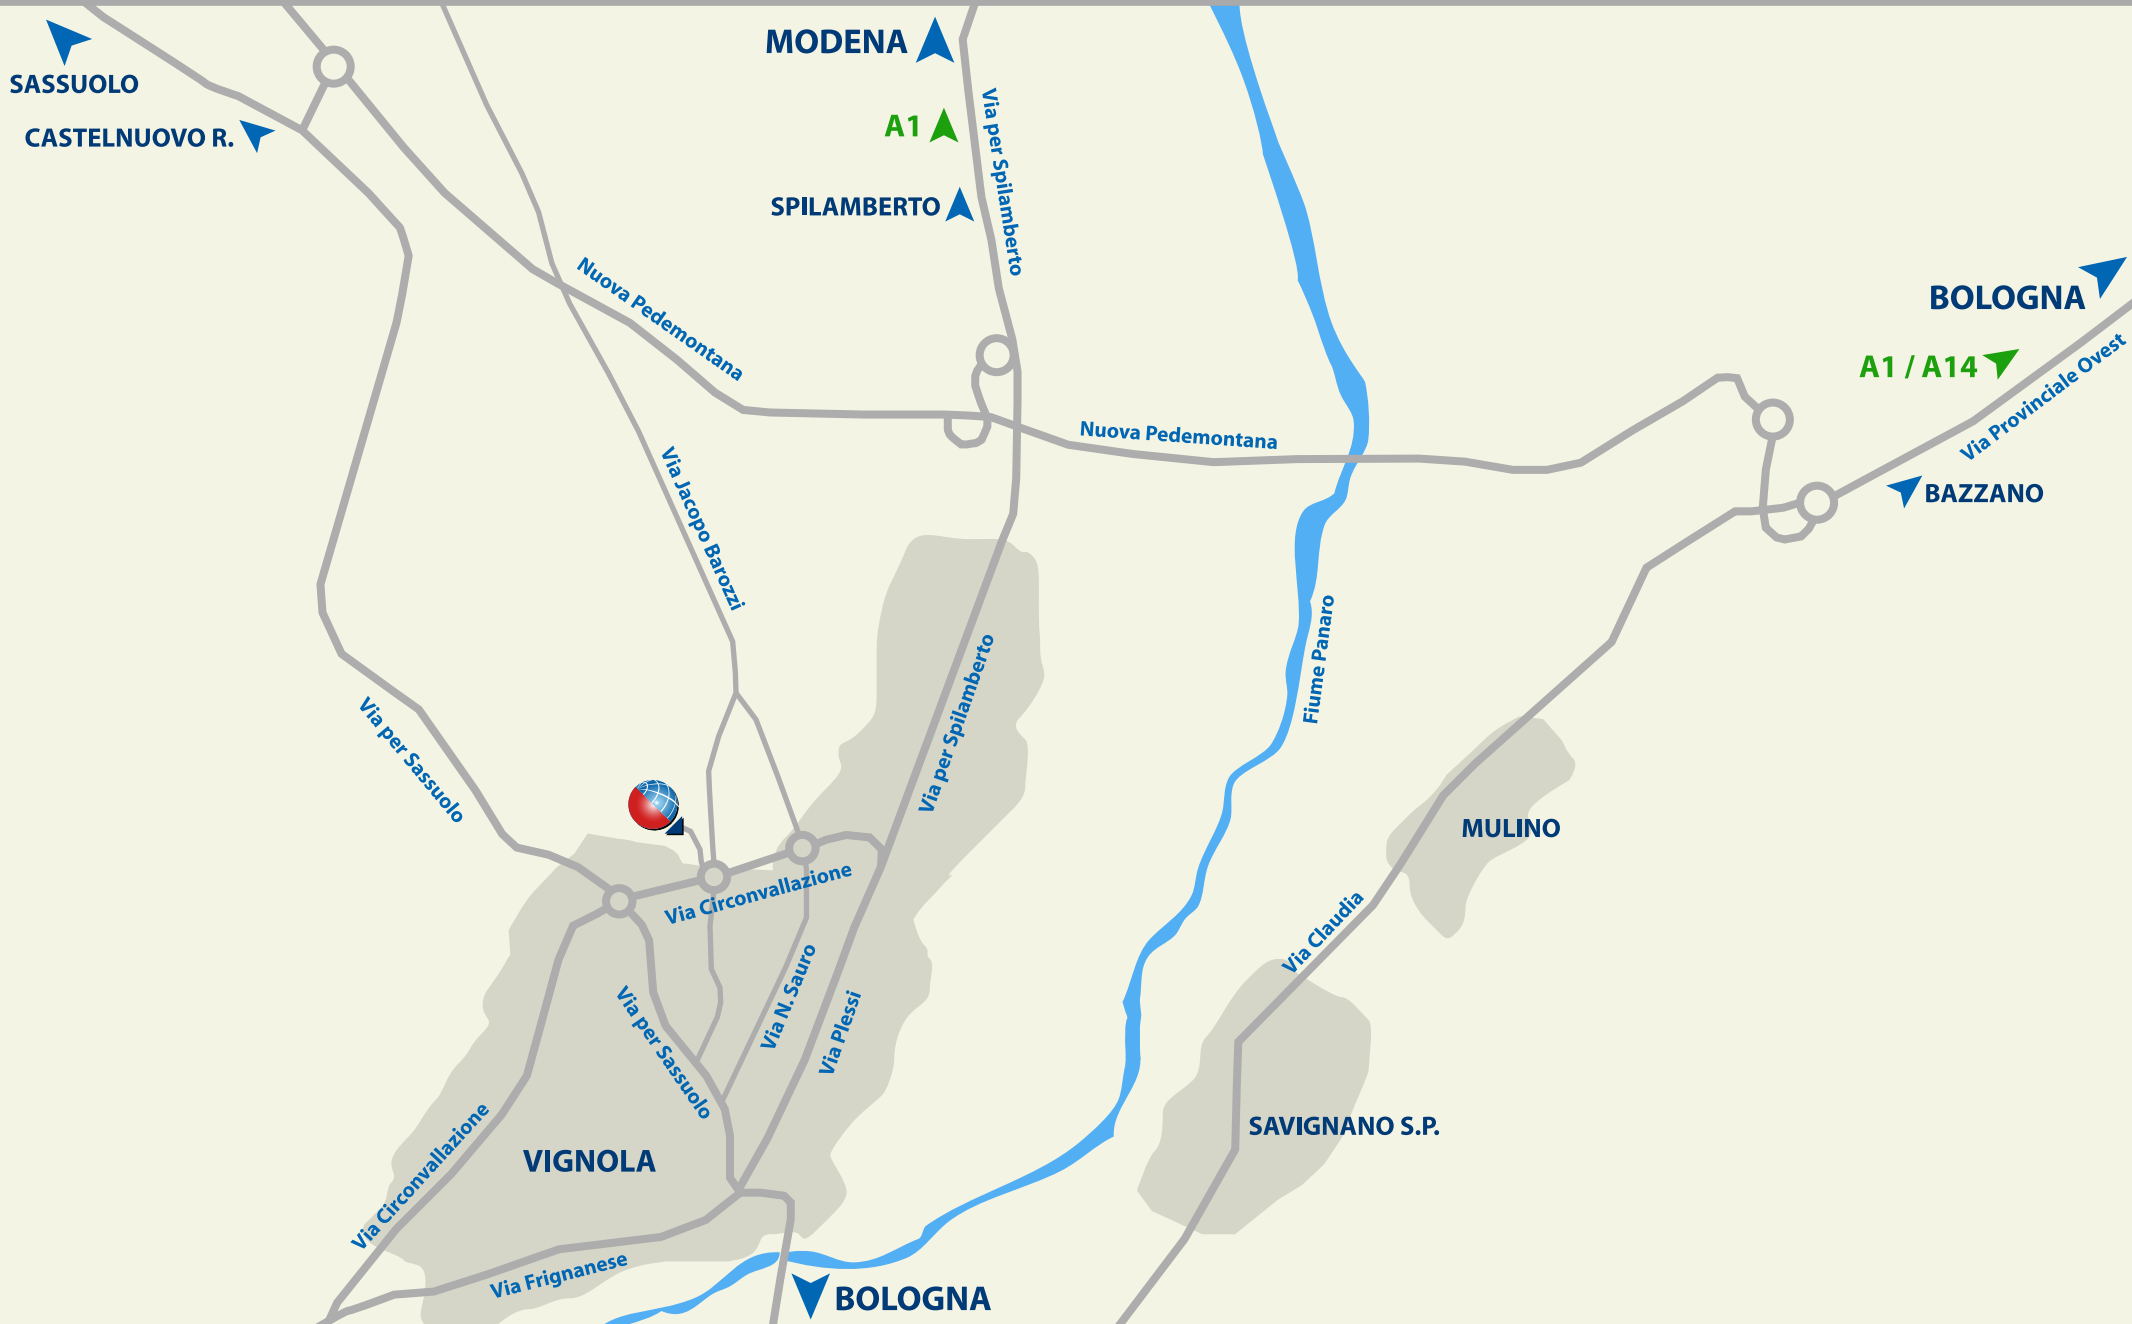 MODENA
SASSUOLO
CASTELNUOVO R.
A1
Via per Spilamberto
SPILAMBERTO
BOLOGNA
Nuova Pedemontana
A1 / A14
Via Provinciale Ovest
Nuova Pedemontana
BAZZANO
Via Jacopo Barozzi
Fiume Panaro
Via per Spilamberto
Via per Sassuolo
MULINO
Via Circonvallazione
Via Claudia
Via N. Sauro
Via Plessi
Via per Sassuolo
SAVIGNANO S.P.
VIGNOLA
Via Circonvallazione
Via Frignanese
BOLOGNA